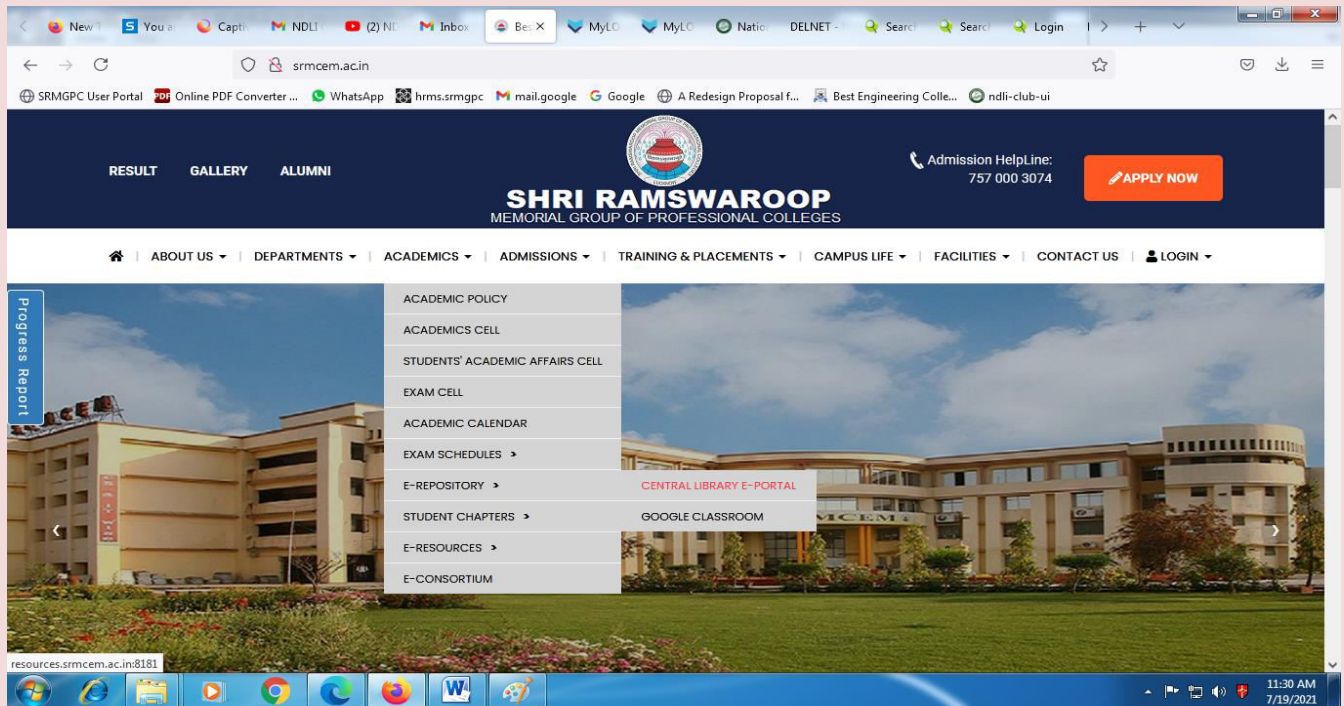 New T
You a
Capti
NDLI
(2) NI
Inbox
Bes
MyLO
MyLO
Natio
DELNET -
Searcl
Searcl
Login
srmcem.ac.in
SRMGPC User Portal
Online PDF Converter ...
WhatsApp
hrms.srmgpc
mail.google
Google
A Redesign Proposal f...
Best Engineering Colle...
ndli-club-ui
RESULT GALLERY ALUMNI
SHRI RAMSWAROOP
MEMORIAL GROUP OF PROFESSIONAL COLLEGES
Admission HelpLine:
757 000 3074
APPLY NOW
ABOUT US
DEPARTMENTS
ACADEMICS
ADMISSIONS
TRAINING & PLACEMENTS
CAMPUS LIFE
FACILITIES
CONTACT US
LOGIN
Progress Report
ACADEMIC POLICY
ACADEMICS CELL
STUDENTS' ACADEMIC AFFAIRS CELL
EXAM CELL
ACADEMIC CALENDAR
EXAM SCHEDULES >
E-REPOSITORY >
CENTRAL LIBRARY E-PORTAL
STUDENT CHAPTERS >
GOOGLE CLASSROOM
E-RESOURCES >
E-CONSORTIUM
resources.srmcem.ac.in:8181
11:30 AM
7/19/2021